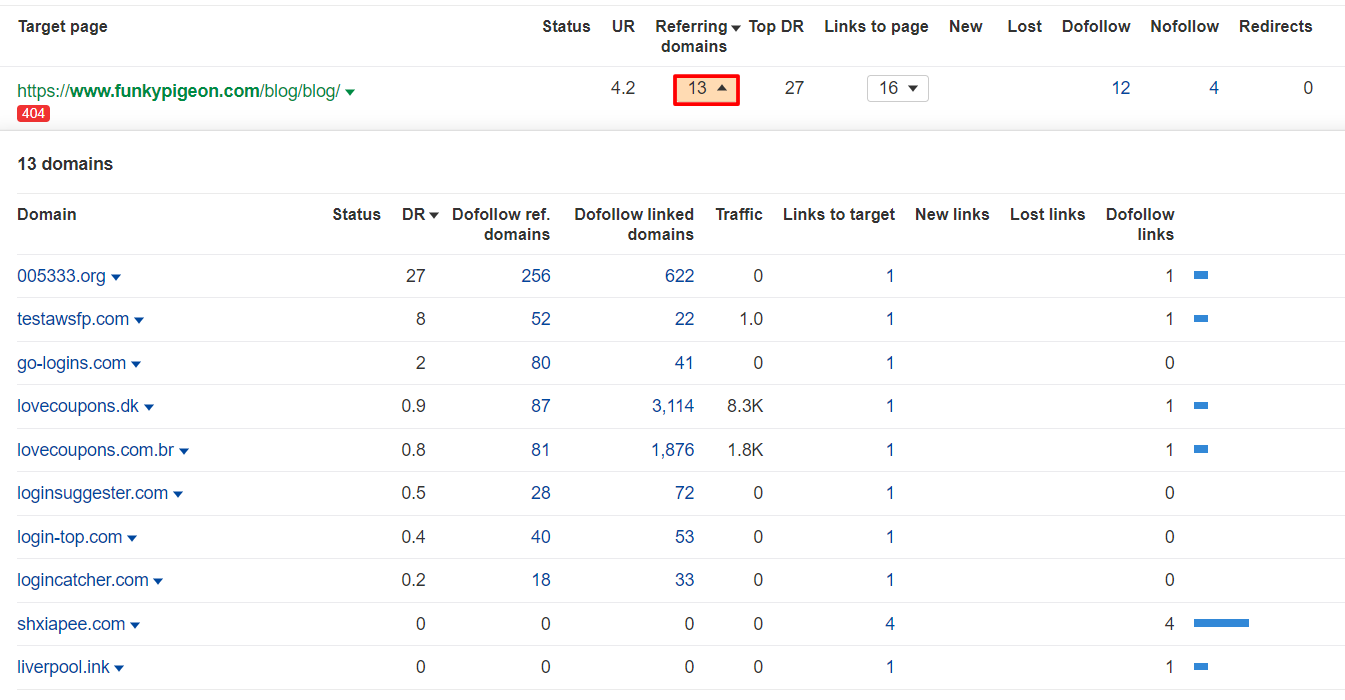 Target page Status UR Referring domains Top DR Links to page New Lost Dofollow Nofollow Redirects
https://www.funkypigeon.com/blog/blog/ 4.2 13 27 16 12 4 0
404
13 domains
Domain Status DR Dofollow ref. domains Dofollow linked domains Traffic Links to target New links Lost links Dofollow links
005333.org 27 256 622 0 1 1
testawsfp.com 8 52 22 1.0 1 1
go-logins.com 2 80 41 0 1 0
lovecoupons.dk 0.9 87 3,114 8.3K 1 1
lovecoupons.com.br 0.8 81 1,876 1.8K 1 1
loginsuggester.com 0.5 28 72 0 1 0
login-top.com 0.4 40 53 0 1 0
logincatcher.com 0.2 18 33 0 1 0
shxiapee.com 0 0 0 0 4 4
liverpool.ink 0 0 0 0 1 1